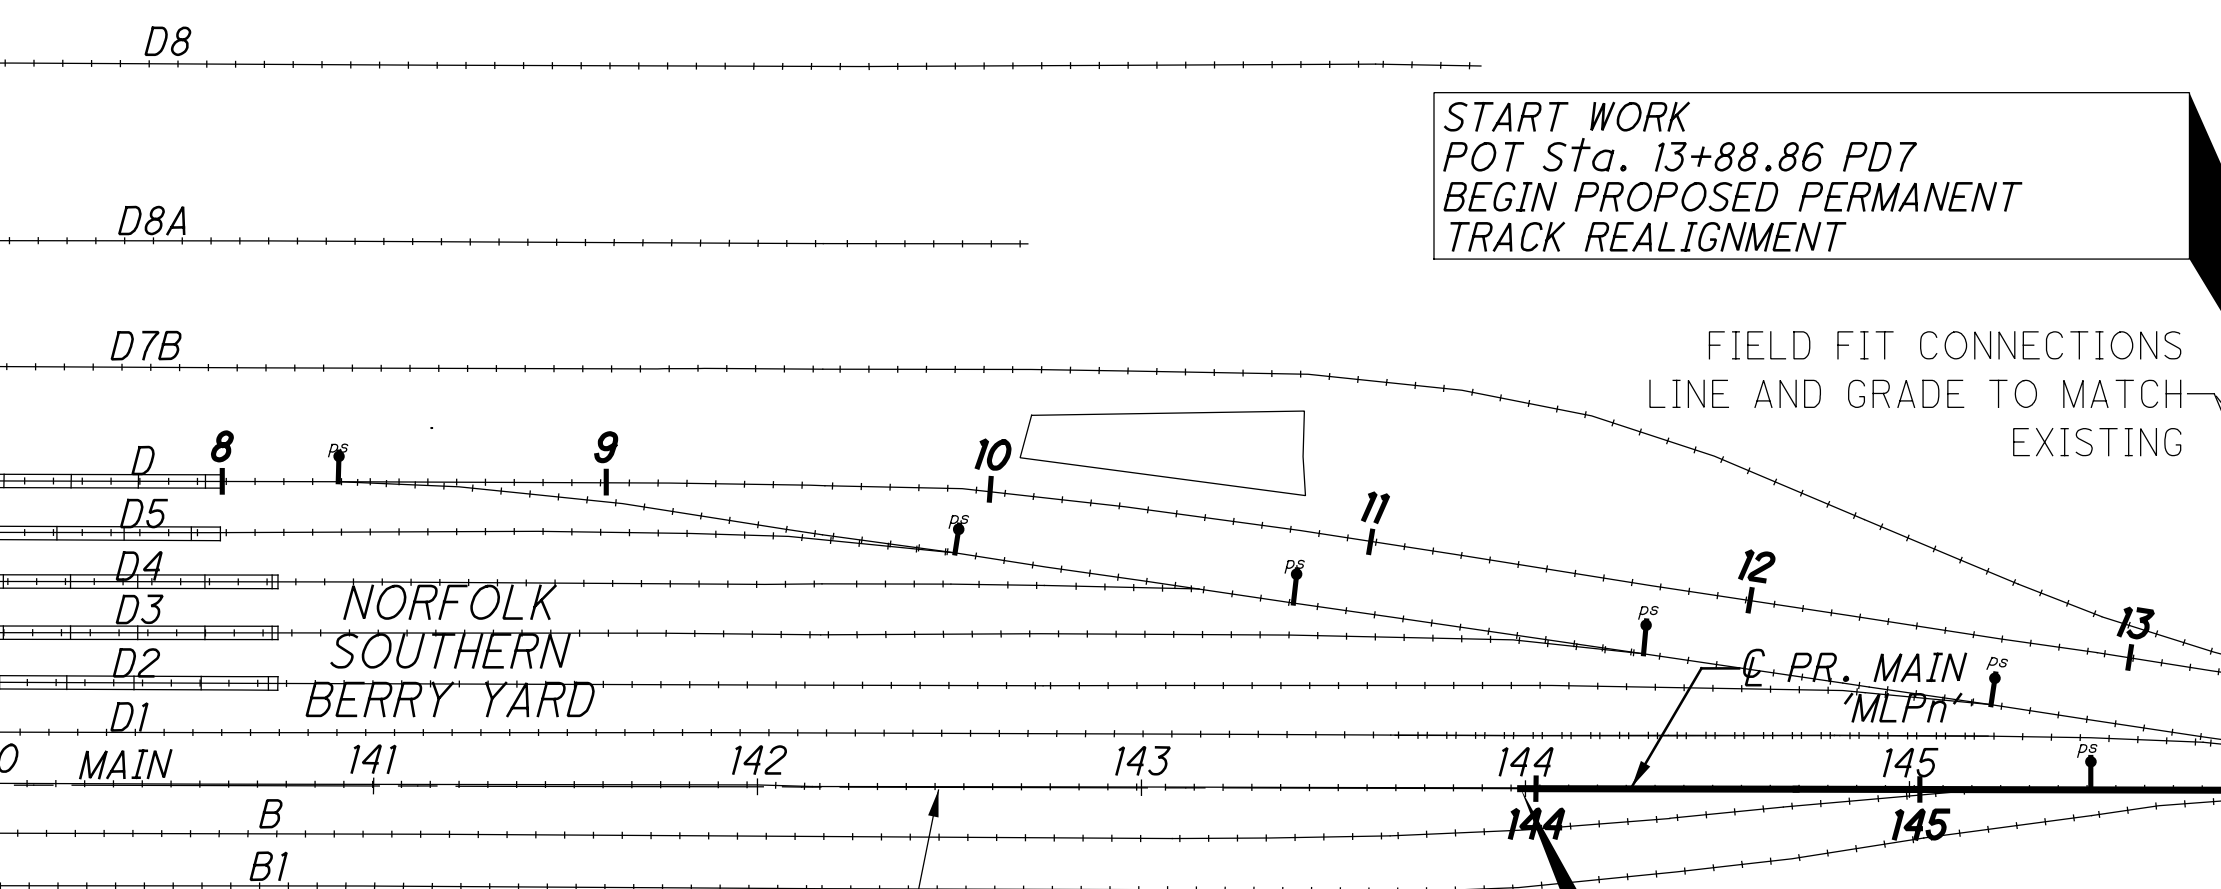 D8
START WORK
POT Sta. 13+88.86 PD7
BEGIN PROPOSED PERMANENT
TRACK REALIGNMENT
D8A
D7B
FIELD FIT CONNECTIONS
LINE AND GRADE TO MATCH
EXISTING
D
8
ps
9
10
11
12
13
D5
ps
D4
ps
D3
ps
D2
ps
D1
NORFOLK
SOUTHERN
BERRY YARD
℄ PR. MAIN
'MLPn'
0
MAIN
141
142
143
144
145
ps
B
144
145
B1